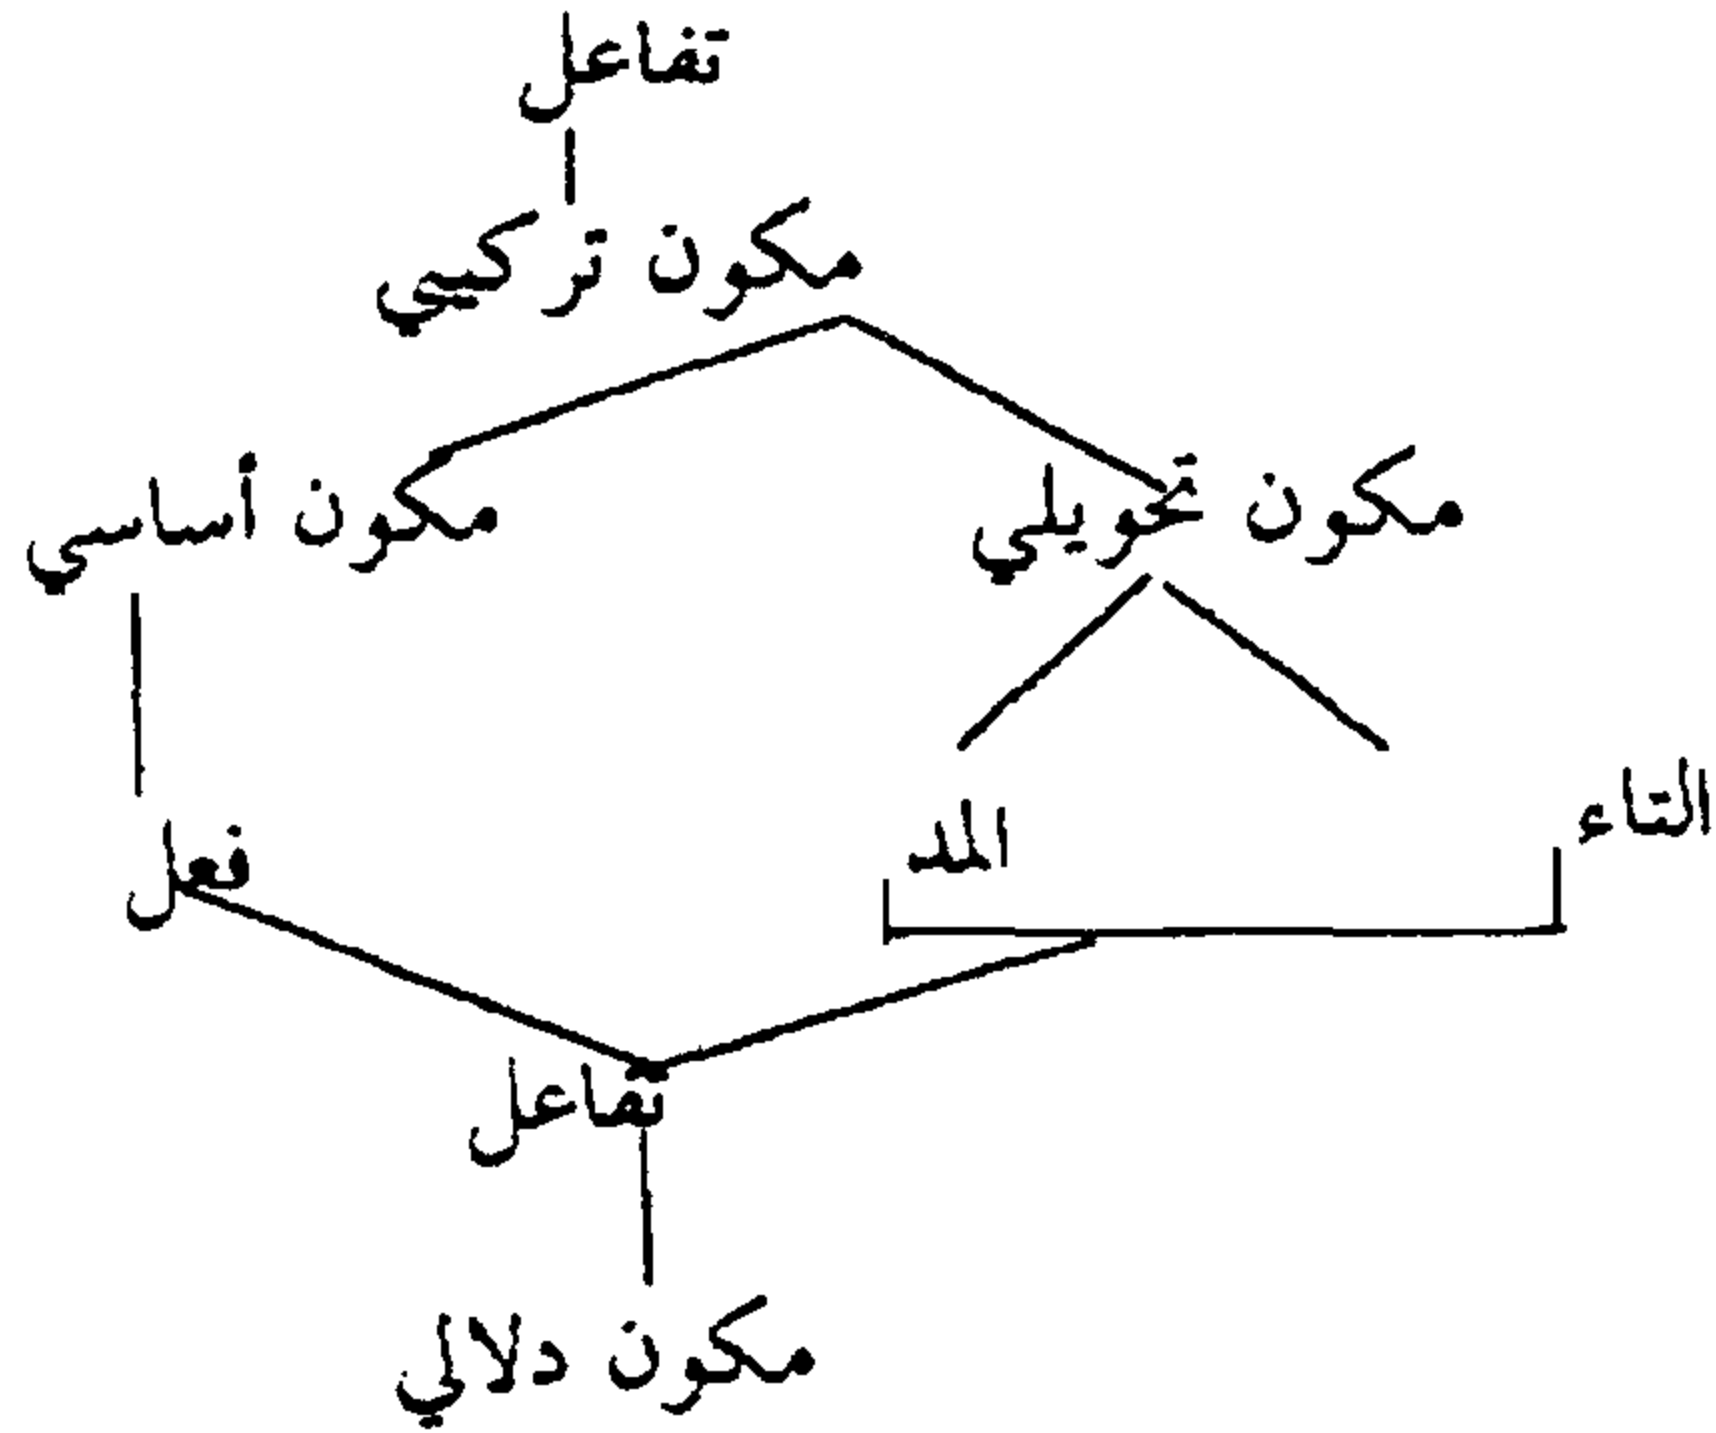 تفاعل
مكون تركيبي
مكون تحويلي
مكون أساسي
التاء
المد
فعل
تفاعل
مكون دلالي